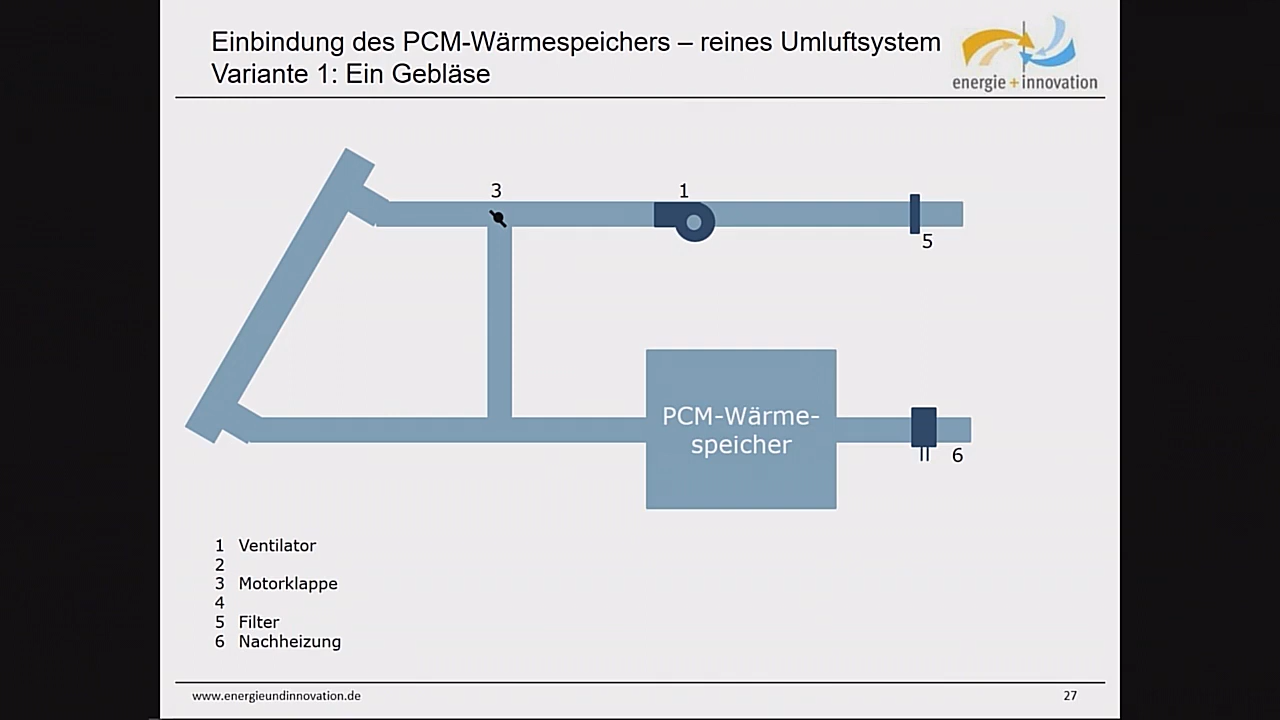 Einbindung des PCM-Wärmespeichers – reines Umluftsystem
Variante 1: Ein Gebläse
energie + innovation
3
1
5
PCM-Wärme-
speicher
6
1 Ventilator
2
3 Motorklappe
4
5 Filter
6 Nachheizung
www.energieundinnovation.de
27